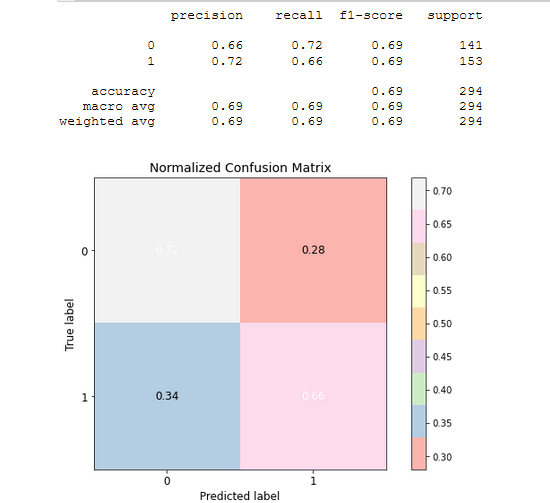 precision recall f1-score support
0 0.66 0.72 0.69 141
1 0.72 0.66 0.69 153
accuracy 0.69 294
macro avg 0.69 0.69 0.69 294
weighted avg 0.69 0.69 0.69 294
Normalized Confusion Matrix
0.70
0.65
0 0.72 0.28
0.60
0.55
True label
0.50
0.45
1 0.34 0.66
0.40
0.35
0.30
0 1
Predicted label